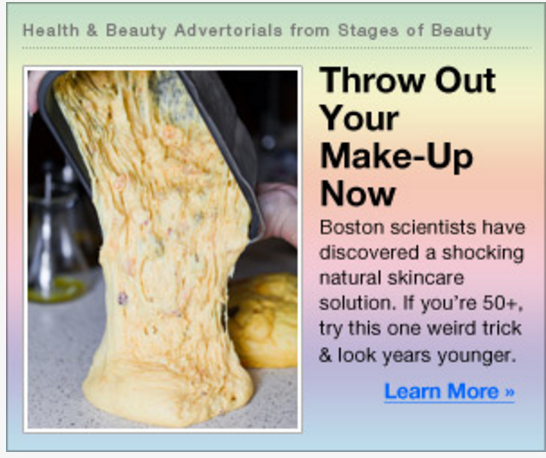 Health & Beauty Advertorials from Stages of Beauty
Throw Out
Your
Make-Up
Now
Boston scientists have
discovered a shocking
natural skincare
solution. If you're 50+,
try this one weird trick
& look years younger.
Learn More »